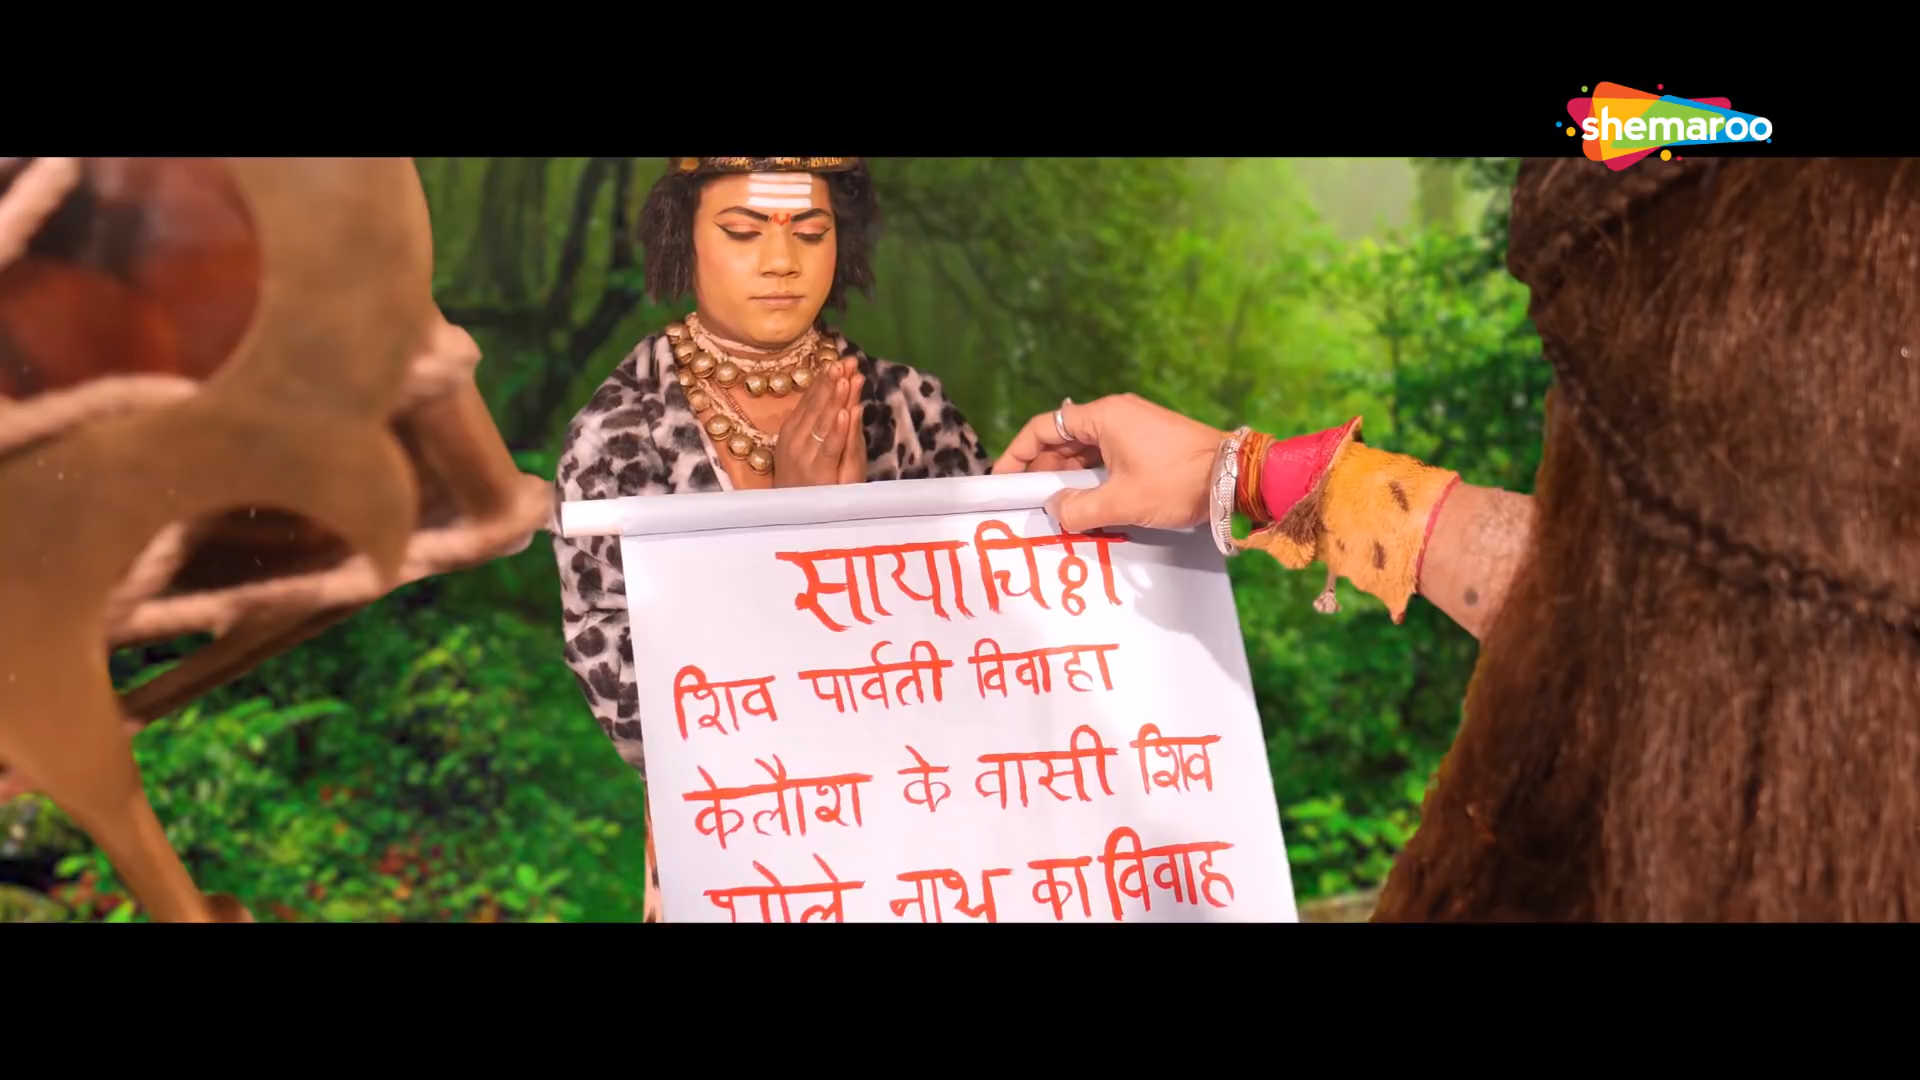 shemaroo
साया चिठ्ठी
शिव पार्वती विवाहा
केलौश के वासी शिव
भोले नाथ का विवाह